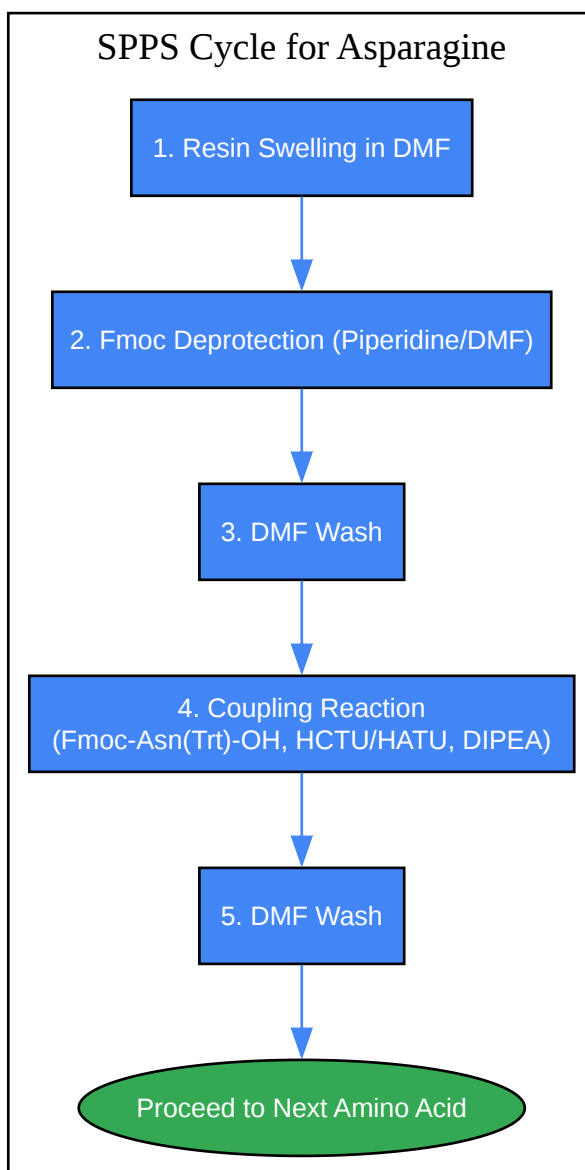 SPPS Cycle for Asparagine
1. Resin Swelling in DMF
2. Fmoc Deprotection (Piperidine/DMF)
3. DMF Wash
4. Coupling Reaction
(Fmoc-Asn(Trt)-OH, HCTU/HATU, DIPEA)
5. DMF Wash
Proceed to Next Amino Acid